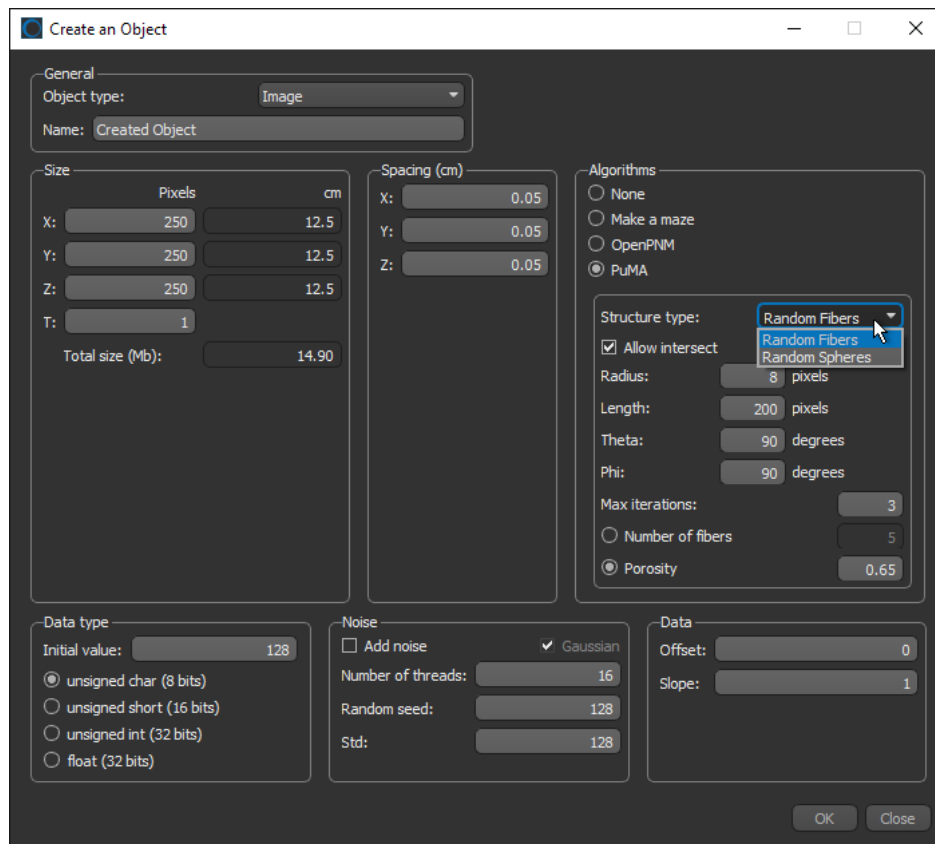 Create an Object
General
Object type: Image
Name: Created Object
Size
Pixels cm
X: 250 12.5
Y: 250 12.5
Z: 250 12.5
T: 1
Total size (Mb): 14.90
Spacing (cm)
X: 0.05
Y: 0.05
Z: 0.05
Algorithms
None
Make a maze
OpenPNM
PuMA
Structure type: Random Fibers
Random Fibers
Random Spheres
Allow intersect
Radius: 8 pixels
Length: 200 pixels
Theta: 90 degrees
Phi: 90 degrees
Max iterations: 3
Number of fibers 5
Porosity 0.65
Data type
Initial value: 128
unsigned char (8 bits)
unsigned short (16 bits)
unsigned int (32 bits)
float (32 bits)
Noise
Add noise Gaussian
Number of threads: 16
Random seed: 128
Std: 128
Data
Offset: 0
Slope: 1
OK Close